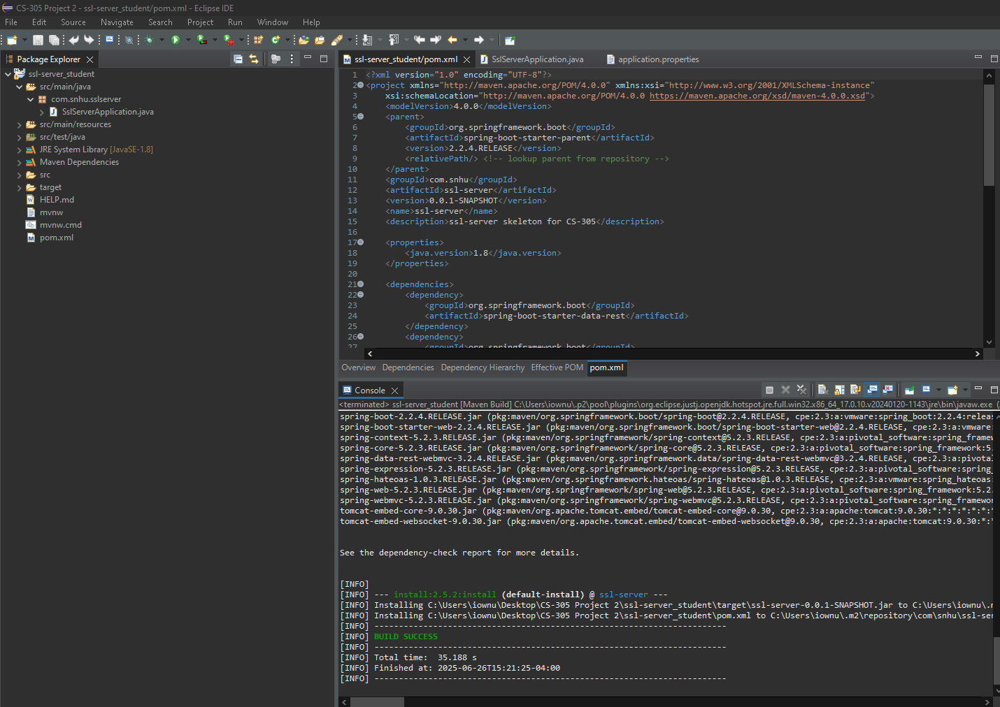 CS-305 Project 2 - ssl-server_student/pom.xml - Eclipse IDE
File Edit Source Navigate Search Project Run Window Help
Package Explorer
ssl-server_student
src/main/java
com.snhu.sslserver
SslServerApplication.java
src/main/resources
src/test/java
JRE System Library [JavaSE-1.8]
Maven Dependencies
src
target
HELP.md
mvnw
mvnw.cmd
pom.xml
ssl-server_student/pom.xml SslServerApplication.java application.properties
1 <?xml version="1.0" encoding="UTF-8"?>
2 <project xmlns="http://maven.apache.org/POM/4.0.0" xmlns:xsi="http://www.w3.org/2001/XMLSchema-instance"
3 xsi:schemaLocation="http://maven.apache.org/POM/4.0.0 https://maven.apache.org/xsd/maven-4.0.0.xsd">
4 <modelVersion>4.0.0</modelVersion>
5 <parent>
6 <groupId>org.springframework.boot</groupId>
7 <artifactId>spring-boot-starter-parent</artifactId>
8 <version>2.2.4.RELEASE</version>
9 <relativePath/> <!-- lookup parent from repository -->
10 </parent>
11 <groupId>com.snhu</groupId>
12 <artifactId>ssl-server</artifactId>
13 <version>0.0.1-SNAPSHOT</version>
14 <name>ssl-server</name>
15 <description>ssl-server skeleton for CS-305</description>
16
17 <properties>
18 <java.version>1.8</java.version>
19 </properties>
20
21 <dependencies>
22 <dependency>
23 <groupId>org.springframework.boot</groupId>
24 <artifactId>spring-boot-starter-data-rest</artifactId>
25 </dependency>
26 <dependency>
27 <groupId>org.springframework.boot</groupId>
Overview Dependencies Dependency Hierarchy Effective POM pom.xml
Console
<terminated> ssl-server_student [Maven Build] C:\Users\iownu\.p2\pool\plugins\org.eclipse.justj.openjdk.hotspot.jre.full.win32.x86_64_17.0.10.v20240120-1143\jre\bin\javaw.exe (
spring-boot-2.2.4.RELEASE.jar (pkg:maven/org.springframework.boot/spring-boot@2.2.4.RELEASE, cpe:2.3:a:vmware:spring_boot:2.2.4:releas
spring-boot-starter-web-2.2.4.RELEASE.jar (pkg:maven/org.springframework.boot/spring-boot-starter-web@2.2.4.RELEASE, cpe:2.3:a:vmware:
spring-context-5.2.3.RELEASE.jar (pkg:maven/org.springframework/spring-context@5.2.3.RELEASE, cpe:2.3:a:pivotal_software:spring_framew
spring-core-5.2.3.RELEASE.jar (pkg:maven/org.springframework/spring-core@5.2.3.RELEASE, cpe:2.3:a:pivotal_software:spring_framework:5.
spring-data-rest-webmvc-3.2.4.RELEASE.jar (pkg:maven/org.springframework.data/spring-data-rest-webmvc@3.2.4.RELEASE, cpe:2.3:a:pivotal
spring-expression-5.2.3.RELEASE.jar (pkg:maven/org.springframework/spring-expression@5.2.3.RELEASE, cpe:2.3:a:pivotal_software:spring_
spring-hateoas-1.0.3.RELEASE.jar (pkg:maven/org.springframework.hateoas/spring-hateoas@1.0.3.RELEASE, cpe:2.3:a:vmware:spring_hateoas:
spring-web-5.2.3.RELEASE.jar (pkg:maven/org.springframework/spring-web@5.2.3.RELEASE, cpe:2.3:a:pivotal_software:spring_framework:5.2.
spring-webmvc-5.2.3.RELEASE.jar (pkg:maven/org.springframework/spring-webmvc@5.2.3.RELEASE, cpe:2.3:a:pivotal_software:spring_framewor
tomcat-embed-core-9.0.30.jar (pkg:maven/org.apache.tomcat.embed/tomcat-embed-core@9.0.30, cpe:2.3:a:apache:tomcat:9.0.30:*:*:*:*:*:*:
tomcat-embed-websocket-9.0.30.jar (pkg:maven/org.apache.tomcat.embed/tomcat-embed-websocket@9.0.30, cpe:2.3:a:apache:tomcat:9.0.30:*:
See the dependency-check report for more details.
[INFO]
[INFO] --- install:2.5.2:install (default-install) @ ssl-server ---
[INFO] Installing C:\Users\iownu\Desktop\CS-305 Project 2\ssl-server_student\target\ssl-server-0.0.1-SNAPSHOT.jar to C:\Users\iownu\.m
[INFO] Installing C:\Users\iownu\Desktop\CS-305 Project 2\ssl-server_student\pom.xml to C:\Users\iownu\.m2\repository\com\snhu\ssl-se
[INFO] ------------------------------------------------------------------------
[INFO] BUILD SUCCESS
[INFO] ------------------------------------------------------------------------
[INFO] Total time:  35.188 s
[INFO] Finished at: 2025-06-26T15:21:25-04:00
[INFO] ------------------------------------------------------------------------